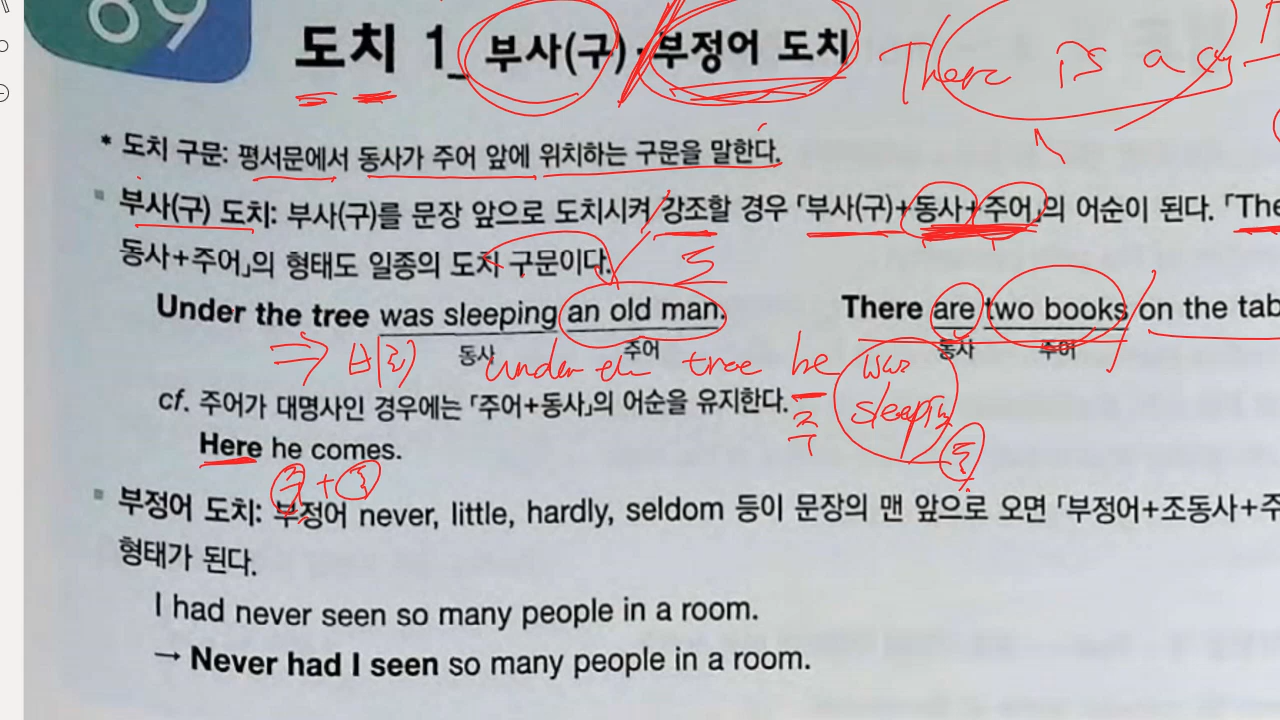 89
도치 1_ 부사(구)·부정어 도치
There is a
* 도치 구문: 평서문에서 동사가 주어 앞에 위치하는 구문을 말한다.
부사(구) 도치: 부사(구)를 문장 앞으로 도치시켜 강조할 경우 「부사(구)+동사+주어」의 어순이 된다. 「The
동사+주어」의 형태도 일종의 도치 구문이다.
Under the tree was sleeping an old man. There are two books on the tab
동사 주어 동사 주어
⇒ under the tree he was
sleeping
cf. 주어가 대명사인 경우에는 「주어+동사」의 어순을 유지한다.
주
Here he comes.
부정어 도치: 부정어 never, little, hardly, seldom 등이 문장의 맨 앞으로 오면 「부정어+조동사+주
형태가 된다.
I had never seen so many people in a room.
→ Never had I seen so many people in a room.